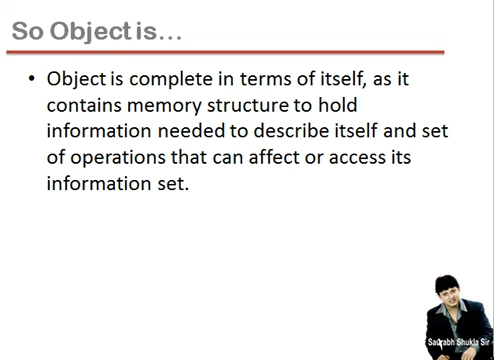 So Object is...
• Object is complete in terms of itself, as it
contains memory structure to hold
information needed to describe itself and set
of operations that can affect or access its
information set.
Saurabh Shukla Sir